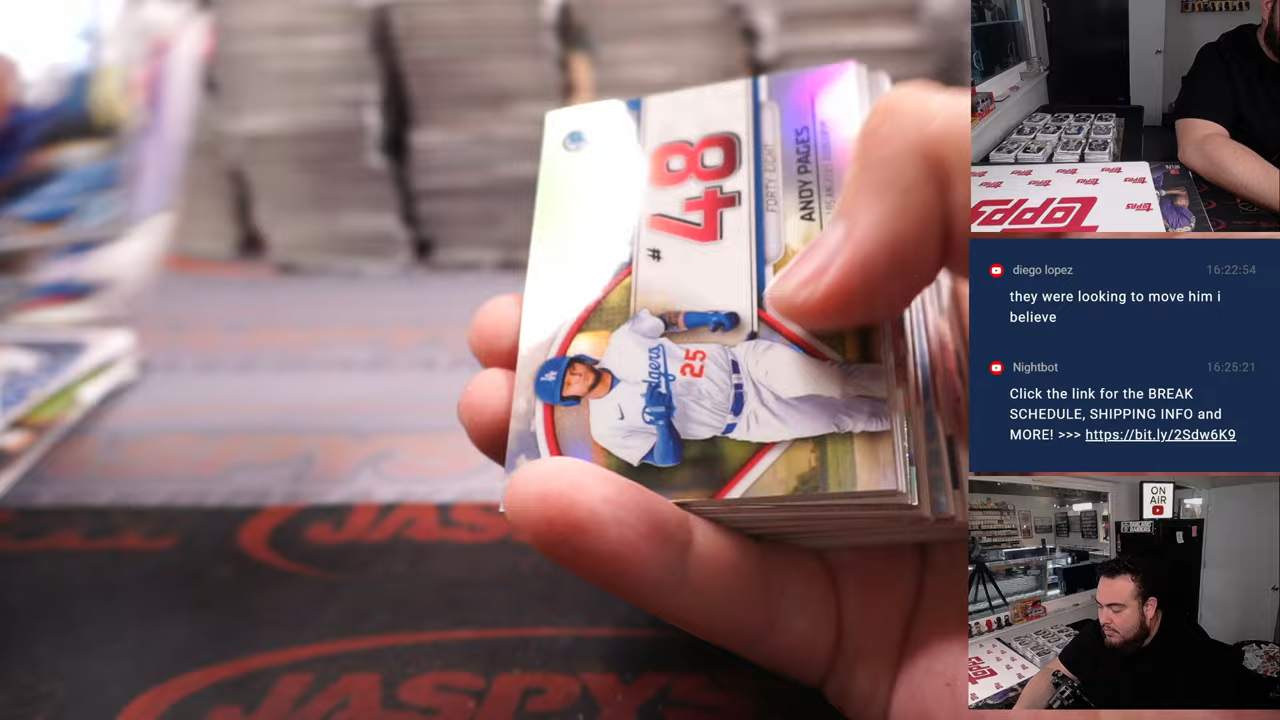 #48
FORTY EIGHT
ANDY PAGES
Dodgers
25
LA
JASPYS
JASPYS
topps
diego lopez 16:22:54
they were looking to move him i
believe
Nightbot 16:25:21
Click the link for the BREAK
SCHEDULE, SHIPPING INFO and
MORE! >>> https://bit.ly/2Sdw6K9
ON
AIR